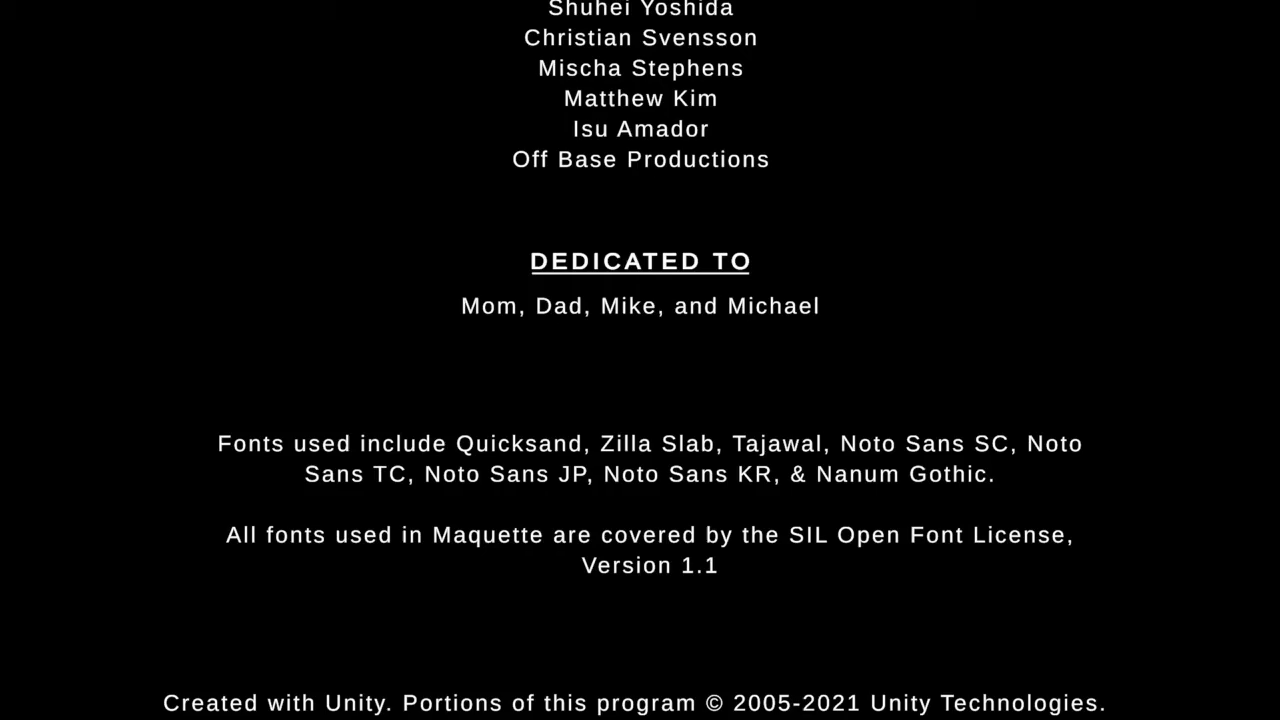 Shuhei Yoshida
Christian Svensson
Mischa Stephens
Matthew Kim
Isu Amador
Off Base Productions
DEDICATED TO
Mom, Dad, Mike, and Michael
Fonts used include Quicksand, Zilla Slab, Tajawal, Noto Sans SC, Noto
Sans TC, Noto Sans JP, Noto Sans KR, & Nanum Gothic.
All fonts used in Maquette are covered by the SIL Open Font License,
Version 1.1
Created with Unity. Portions of this program © 2005-2021 Unity Technologies.